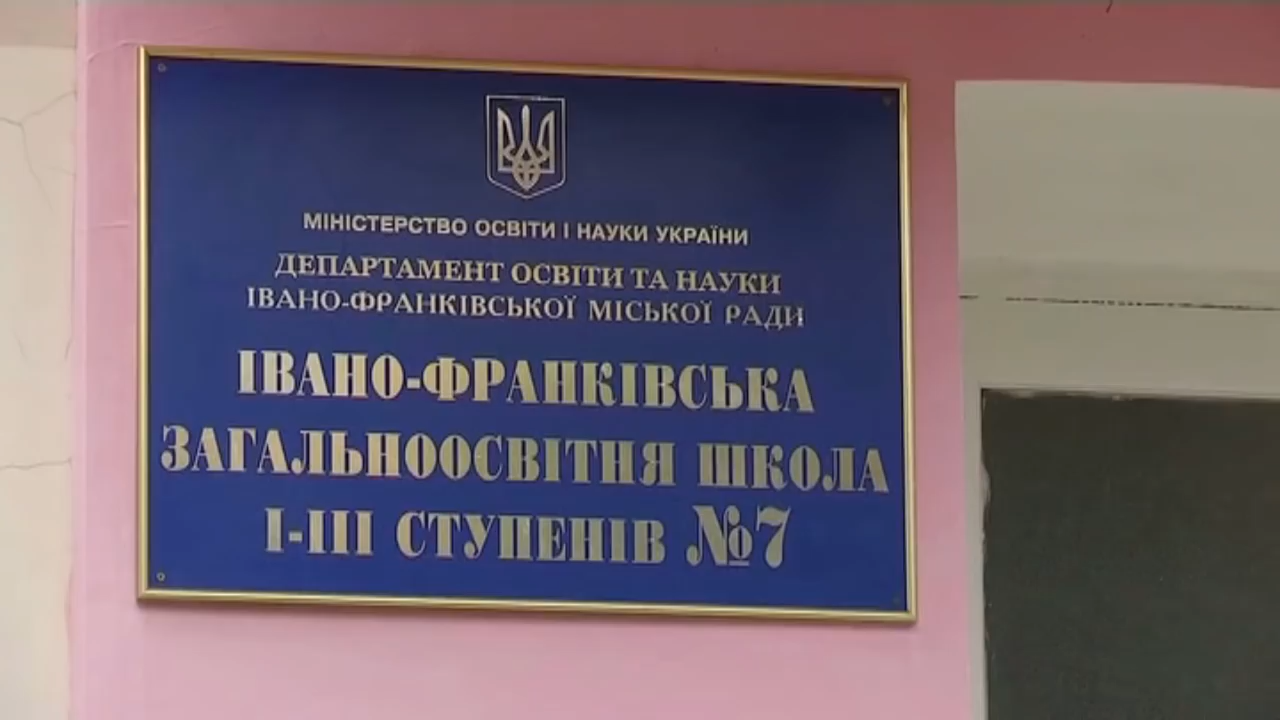 МІНІСТЕРСТВО ОСВІТИ І НАУКИ УКРАЇНИ
ДЕПАРТАМЕНТ ОСВІТИ ТА НАУКИ
ІВАНО-ФРАНКІВСЬКОЇ МІСЬКОЇ РАДИ
ІВАНО-ФРАНКІВСЬКА
ЗАГАЛЬНООСВІТНЯ ШКОЛА
І-ІІІ СТУПЕНІВ №7